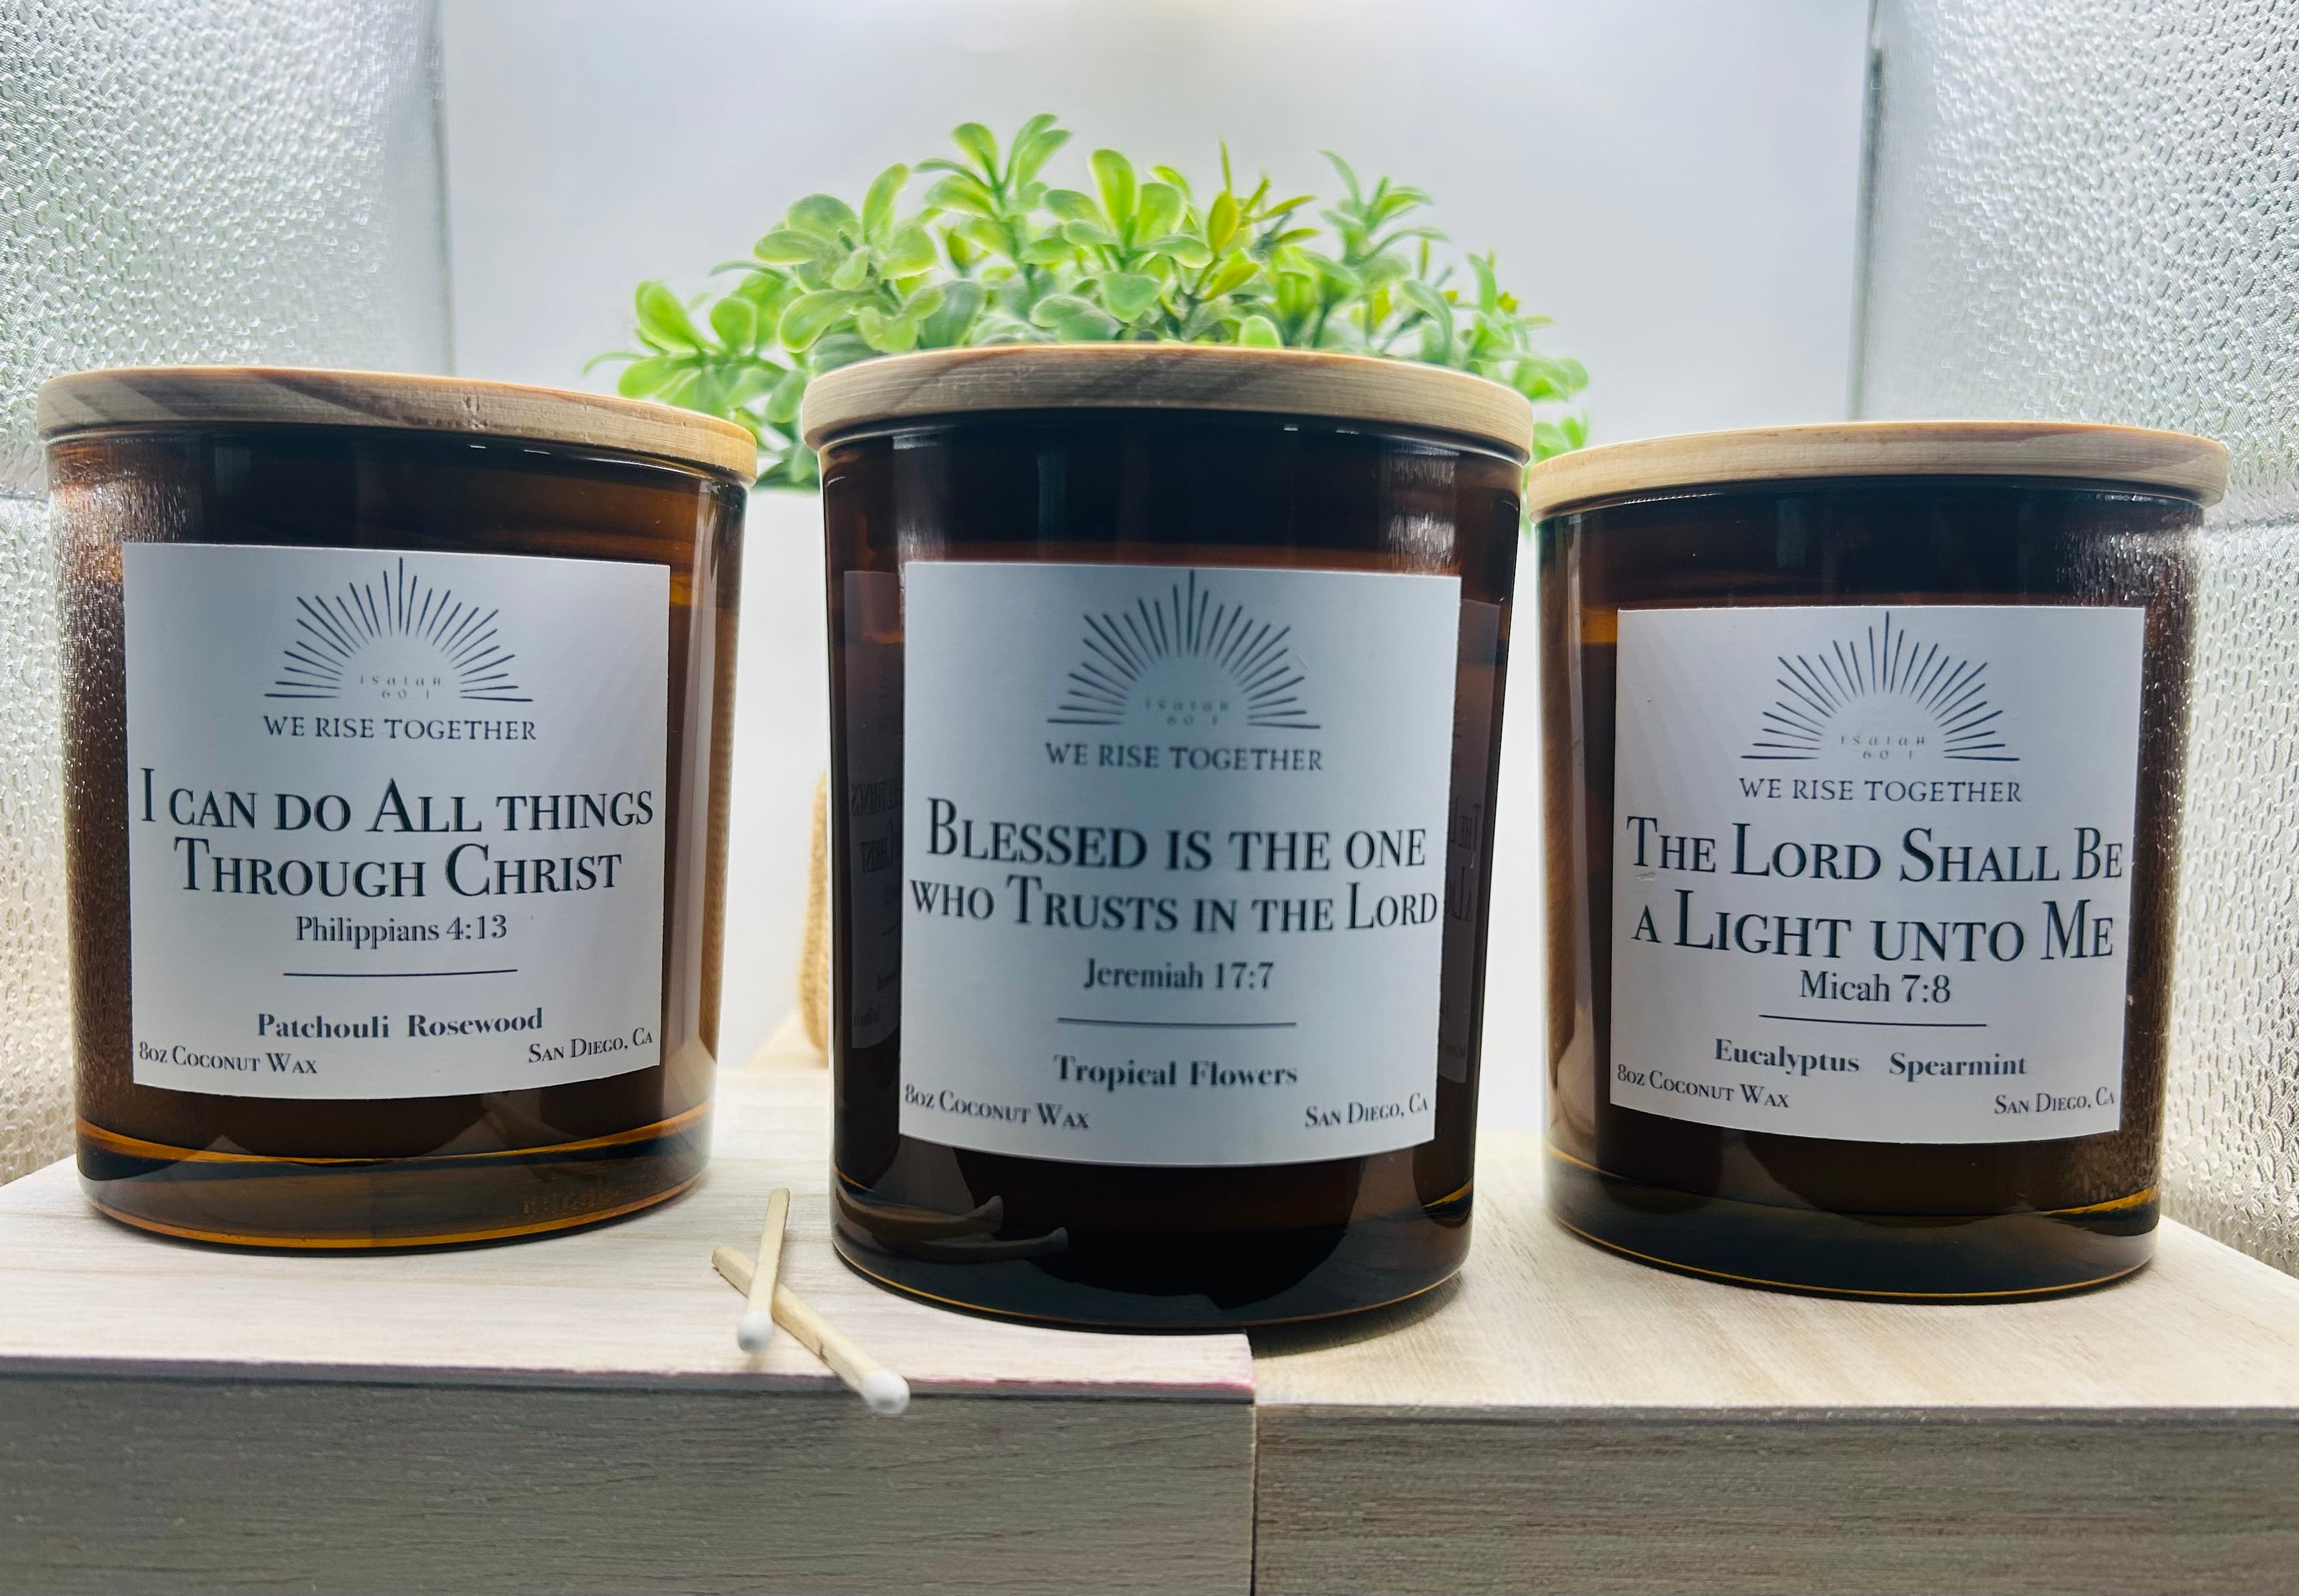 Isaiah
60:1
WE RISE TOGETHER
I CAN DO ALL THINGS
THROUGH CHRIST
Philippians 4:13
Patchouli Rosewood
8oz COCONUT WAX
SAN DIEGO, CA
Isaiah
60:1
WE RISE TOGETHER
BLESSED IS THE ONE
WHO TRUSTS IN THE LORD
Jeremiah 17:7
Tropical Flowers
8oz COCONUT WAX
SAN DIEGO, CA
Isaiah
60:1
WE RISE TOGETHER
THE LORD SHALL BE
A LIGHT UNTO ME
Micah 7:8
Eucalyptus Spearmint
8oz COCONUT WAX
SAN DIEGO, CA